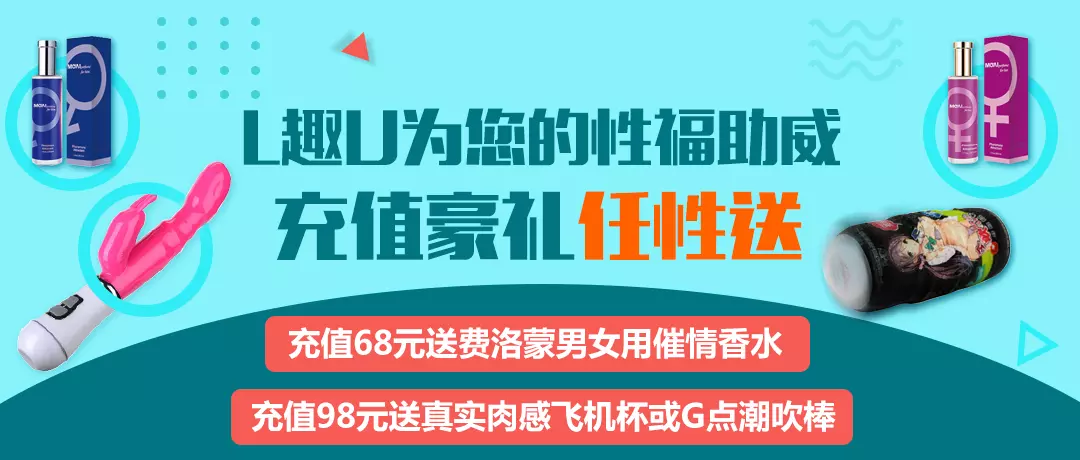 L趣U为您的性福助威
充值豪礼任性送
充值68元送费洛蒙男女用催情香水
充值98元送真实肉感飞机杯或G点潮吹棒